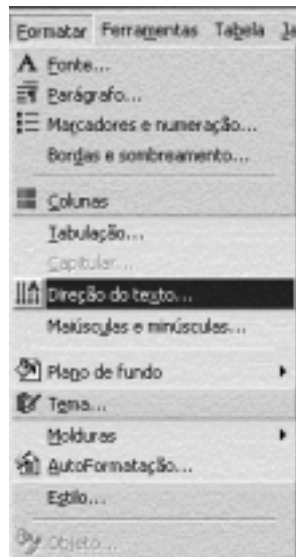 Formatar Ferramentas Tabela Ja
Fonte...
Parágrafo...
Marcadores e numeração...
Bordas e sombreamento...
Colunas
Tabulação...
Capitular...
Direção do texto...
Maiúsculas e minúsculas...
Plano de fundo
Tema...
Molduras
AutoFormatação...
Estilo...
Objeto...